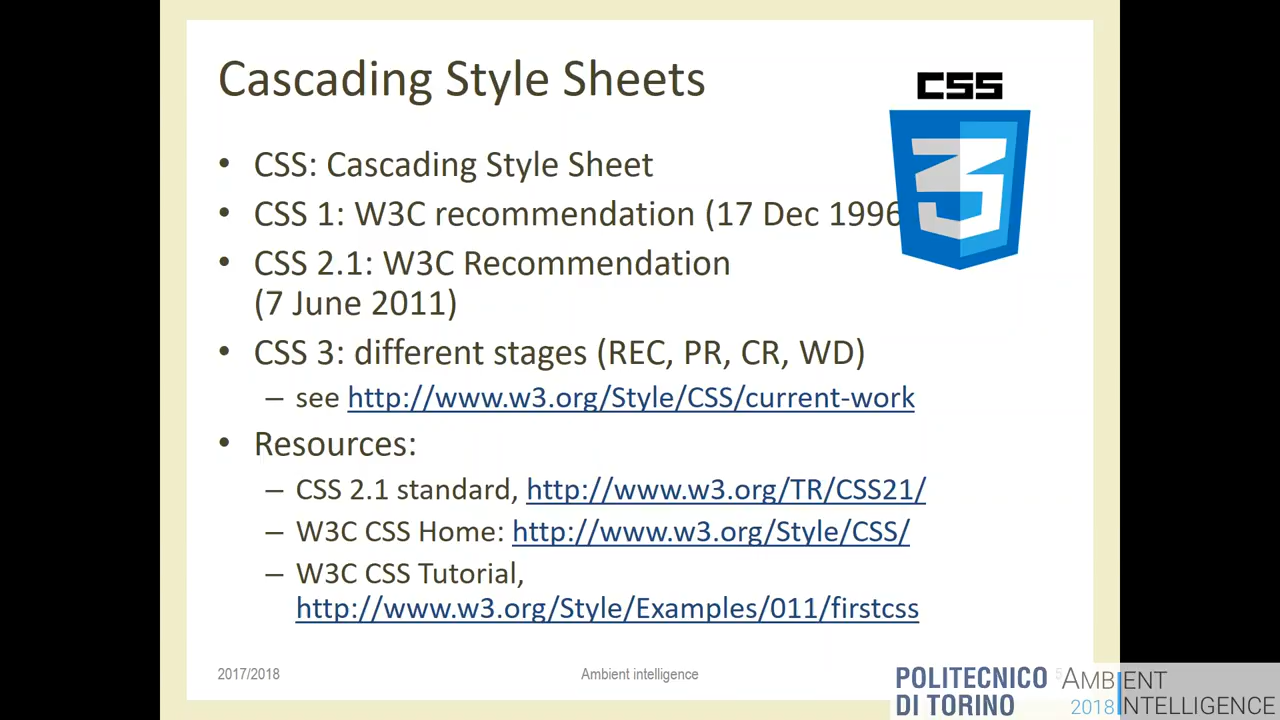 Cascading Style Sheets
CSS
3
• CSS: Cascading Style Sheet
• CSS 1: W3C recommendation (17 Dec 1996
• CSS 2.1: W3C Recommendation
(7 June 2011)
• CSS 3: different stages (REC, PR, CR, WD)
– see http://www.w3.org/Style/CSS/current-work
• Resources:
– CSS 2.1 standard, http://www.w3.org/TR/CSS21/
– W3C CSS Home: http://www.w3.org/Style/CSS/
– W3C CSS Tutorial,
http://www.w3.org/Style/Examples/011/firstcss
2017/2018
Ambient intelligence
POLITECNICO
DI TORINO
AMBIENT
2018 INTELLIGENCE